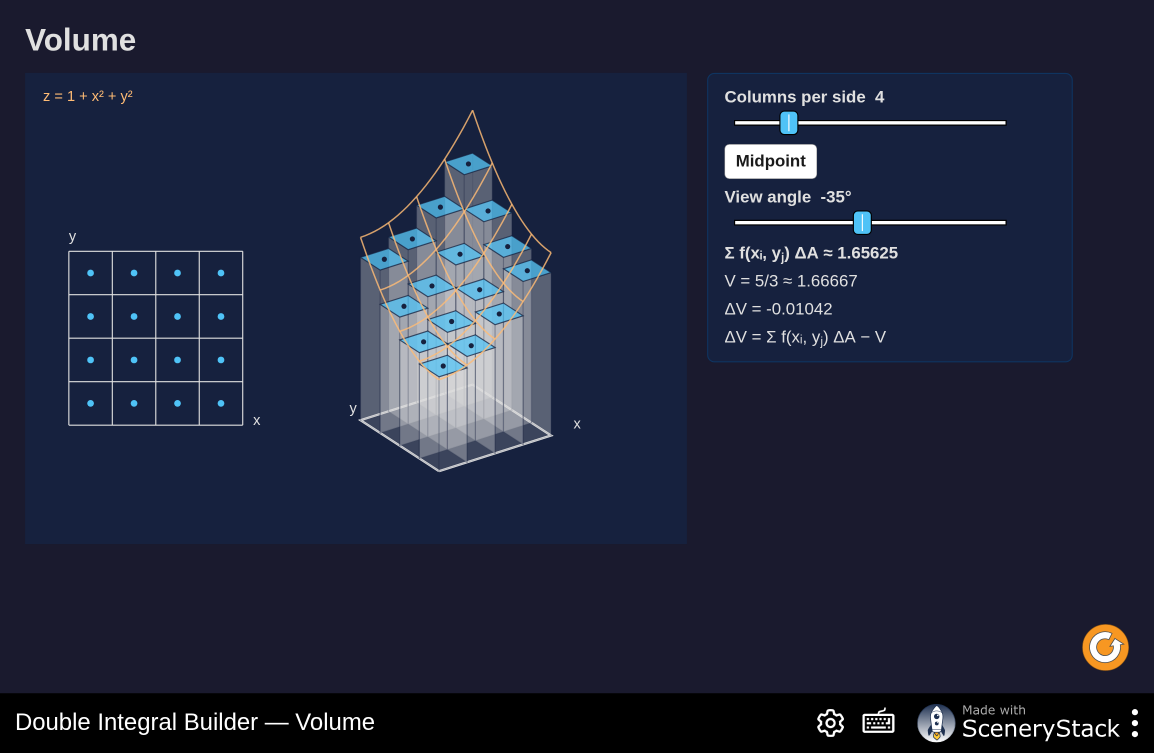 Volume
z = 1 + x² + y²
y
x
y
x
Columns per side 4
Midpoint
View angle -35°
Σ f(xᵢ, yⱼ) ΔA ≈ 1.65625
V = 5/3 ≈ 1.66667
ΔV = -0.01042
ΔV = Σ f(xᵢ, yⱼ) ΔA − V
Double Integral Builder — Volume
Made with
SceneryStack